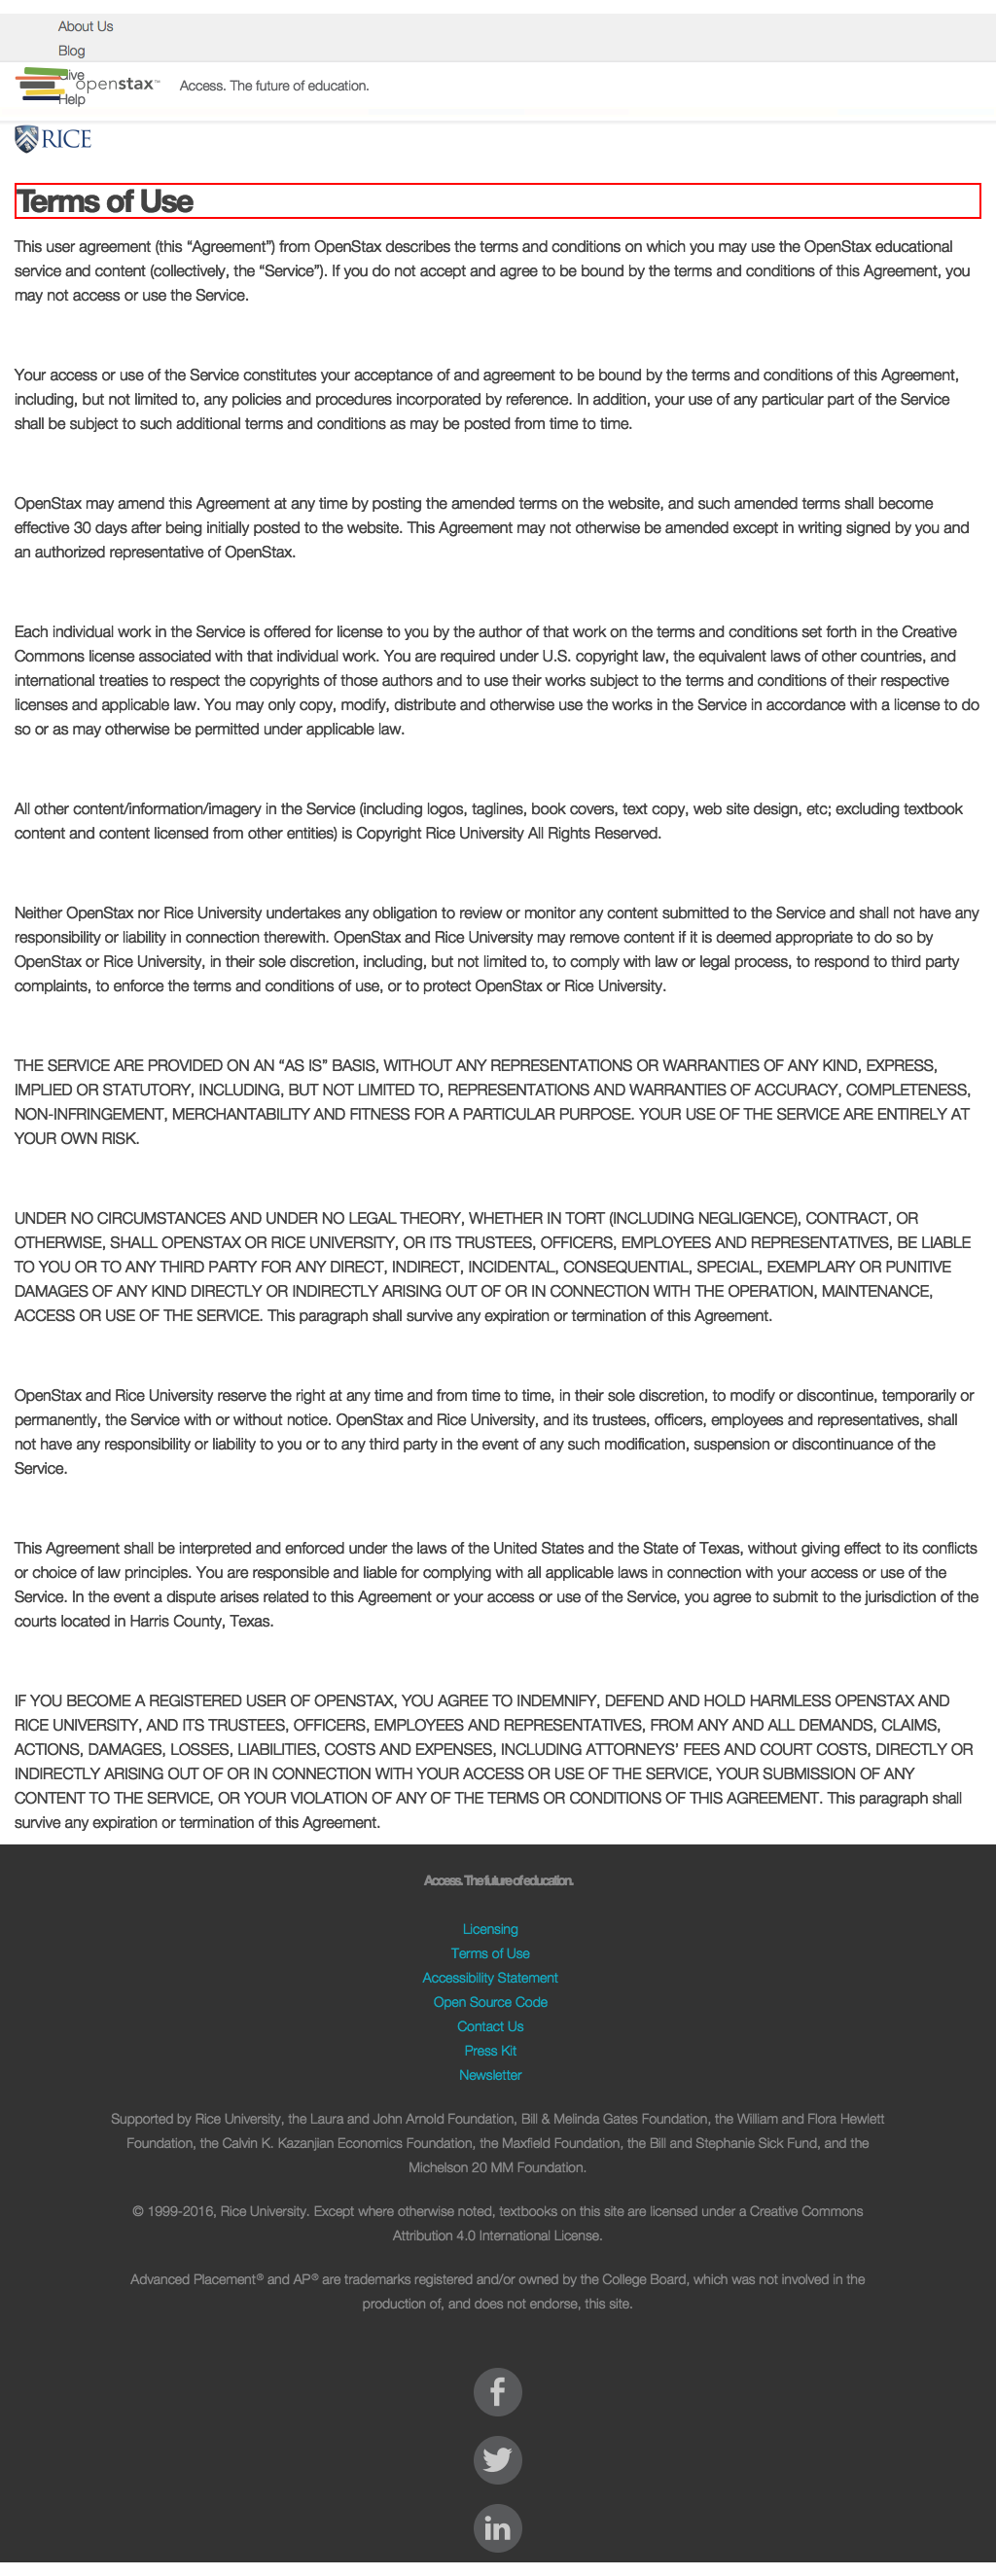 About Us
Blog
Give
openstax™ Access. The future of education.
Help
RICE
Terms of Use
This user agreement (this “Agreement”) from OpenStax describes the terms and conditions on which you may use the OpenStax educational
service and content (collectively, the “Service”). If you do not accept and agree to be bound by the terms and conditions of this Agreement, you
may not access or use the Service.
Your access or use of the Service constitutes your acceptance of and agreement to be bound by the terms and conditions of this Agreement,
including, but not limited to, any policies and procedures incorporated by reference. In addition, your use of any particular part of the Service
shall be subject to such additional terms and conditions as may be posted from time to time.
OpenStax may amend this Agreement at any time by posting the amended terms on the website, and such amended terms shall become
effective 30 days after being initially posted to the website. This Agreement may not otherwise be amended except in writing signed by you and
an authorized representative of OpenStax.
Each individual work in the Service is offered for license to you by the author of that work on the terms and conditions set forth in the Creative
Commons license associated with that individual work. You are required under U.S. copyright law, the equivalent laws of other countries, and
international treaties to respect the copyrights of those authors and to use their works subject to the terms and conditions of their respective
licenses and applicable law. You may only copy, modify, distribute and otherwise use the works in the Service in accordance with a license to do
so or as may otherwise be permitted under applicable law.
All other content/information/imagery in the Service (including logos, taglines, book covers, text copy, web site design, etc; excluding textbook
content and content licensed from other entities) is Copyright Rice University All Rights Reserved.
Neither OpenStax nor Rice University undertakes any obligation to review or monitor any content submitted to the Service and shall not have any
responsibility or liability in connection therewith. OpenStax and Rice University may remove content if it is deemed appropriate to do so by
OpenStax or Rice University, in their sole discretion, including, but not limited to, to comply with law or legal process, to respond to third party
complaints, to enforce the terms and conditions of use, or to protect OpenStax or Rice University.
THE SERVICE ARE PROVIDED ON AN “AS IS” BASIS, WITHOUT ANY REPRESENTATIONS OR WARRANTIES OF ANY KIND, EXPRESS,
IMPLIED OR STATUTORY, INCLUDING, BUT NOT LIMITED TO, REPRESENTATIONS AND WARRANTIES OF ACCURACY, COMPLETENESS,
NON-INFRINGEMENT, MERCHANTABILITY AND FITNESS FOR A PARTICULAR PURPOSE. YOUR USE OF THE SERVICE ARE ENTIRELY AT
YOUR OWN RISK.
UNDER NO CIRCUMSTANCES AND UNDER NO LEGAL THEORY, WHETHER IN TORT (INCLUDING NEGLIGENCE), CONTRACT, OR
OTHERWISE, SHALL OPENSTAX OR RICE UNIVERSITY, OR ITS TRUSTEES, OFFICERS, EMPLOYEES AND REPRESENTATIVES, BE LIABLE
TO YOU OR TO ANY THIRD PARTY FOR ANY DIRECT, INDIRECT, INCIDENTAL, CONSEQUENTIAL, SPECIAL, EXEMPLARY OR PUNITIVE
DAMAGES OF ANY KIND DIRECTLY OR INDIRECTLY ARISING OUT OF OR IN CONNECTION WITH THE OPERATION, MAINTENANCE,
ACCESS OR USE OF THE SERVICE. This paragraph shall survive any expiration or termination of this Agreement.
OpenStax and Rice University reserve the right at any time and from time to time, in their sole discretion, to modify or discontinue, temporarily or
permanently, the Service with or without notice. OpenStax and Rice University, and its trustees, officers, employees and representatives, shall
not have any responsibility or liability to you or to any third party in the event of any such modification, suspension or discontinuance of the
Service.
This Agreement shall be interpreted and enforced under the laws of the United States and the State of Texas, without giving effect to its conflicts
or choice of law principles. You are responsible and liable for complying with all applicable laws in connection with your access or use of the
Service. In the event a dispute arises related to this Agreement or your access or use of the Service, you agree to submit to the jurisdiction of the
courts located in Harris County, Texas.
IF YOU BECOME A REGISTERED USER OF OPENSTAX, YOU AGREE TO INDEMNIFY, DEFEND AND HOLD HARMLESS OPENSTAX AND
RICE UNIVERSITY, AND ITS TRUSTEES, OFFICERS, EMPLOYEES AND REPRESENTATIVES, FROM ANY AND ALL DEMANDS, CLAIMS,
ACTIONS, DAMAGES, LOSSES, LIABILITIES, COSTS AND EXPENSES, INCLUDING ATTORNEYS’ FEES AND COURT COSTS, DIRECTLY OR
INDIRECTLY ARISING OUT OF OR IN CONNECTION WITH YOUR ACCESS OR USE OF THE SERVICE, YOUR SUBMISSION OF ANY
CONTENT TO THE SERVICE, OR YOUR VIOLATION OF ANY OF THE TERMS OR CONDITIONS OF THIS AGREEMENT. This paragraph shall
survive any expiration or termination of this Agreement.
Access. The future of education.
Licensing
Terms of Use
Accessibility Statement
Open Source Code
Contact Us
Press Kit
Newsletter
Supported by Rice University, the Laura and John Arnold Foundation, Bill & Melinda Gates Foundation, the William and Flora Hewlett
Foundation, the Calvin K. Kazanjian Economics Foundation, the Maxfield Foundation, the Bill and Stephanie Sick Fund, and the
Michelson 20 MM Foundation.
© 1999-2016, Rice University. Except where otherwise noted, textbooks on this site are licensed under a Creative Commons
Attribution 4.0 International License.
Advanced Placement® and AP® are trademarks registered and/or owned by the College Board, which was not involved in the
production of, and does not endorse, this site.